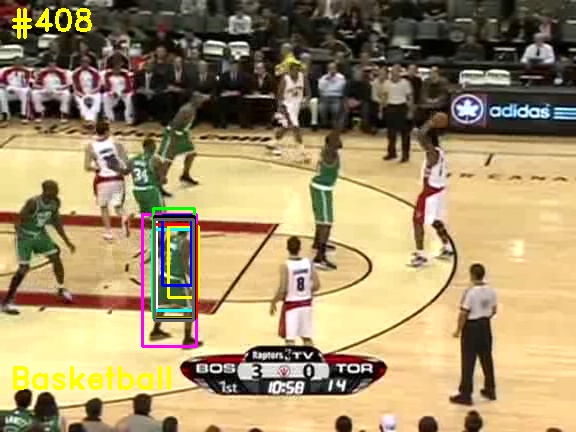 #408
adidas
34
8
Raptors TV
BOS 3 0 TOR
1st 10:58 14
Basketball